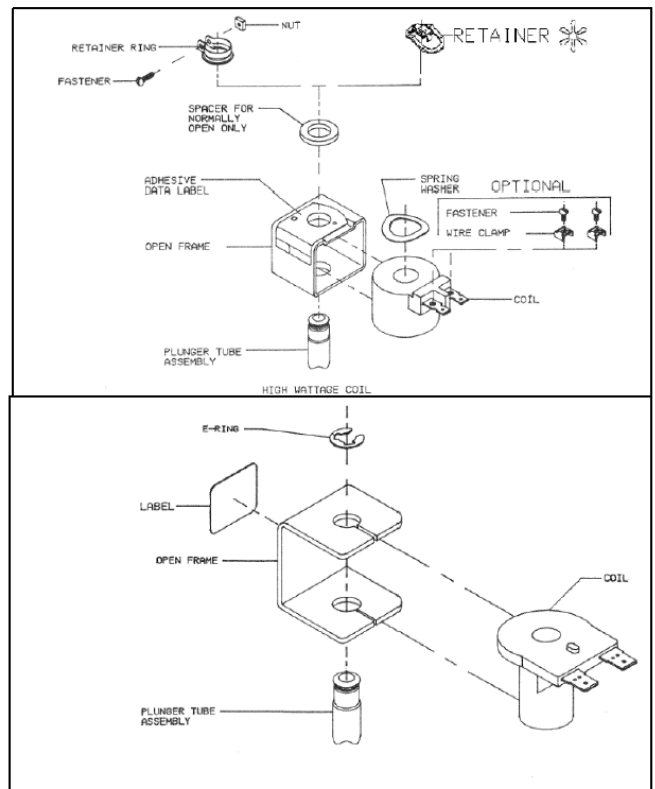 NUT
RETAINER RING
RETAINER
FASTENER
SPACER FOR
NORMALLY
OPEN ONLY
ADHESIVE
DATA LABEL
SPRING
WASHER
OPTIONAL
FASTENER
WIRE CLAMP
OPEN FRAME
COIL
PLUNGER TUBE
ASSEMBLY
HIGH WATTAGE COIL
E-RING
LABEL
OPEN FRAME
COIL
PLUNGER TUBE
ASSEMBLY